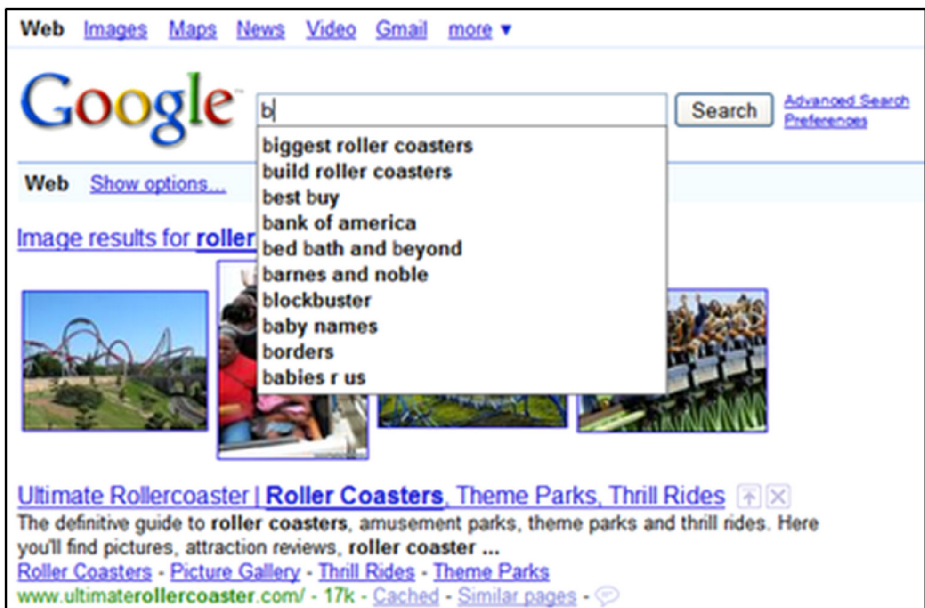 Web Images Maps News Video Gmail more ▼
Google™ b Search Advanced Search
Preferences
biggest roller coasters
build roller coasters
best buy
bank of america
bed bath and beyond
barnes and noble
blockbuster
baby names
borders
babies r us
Web Show options...
Image results for roller
Ultimate Rollercoaster | Roller Coasters, Theme Parks, Thrill Rides
The definitive guide to roller coasters, amusement parks, theme parks and thrill rides. Here
you'll find pictures, attraction reviews, roller coaster ...
Roller Coasters - Picture Gallery - Thrill Rides - Theme Parks
www.ultimaterollercoaster.com/ - 17k - Cached - Similar pages -